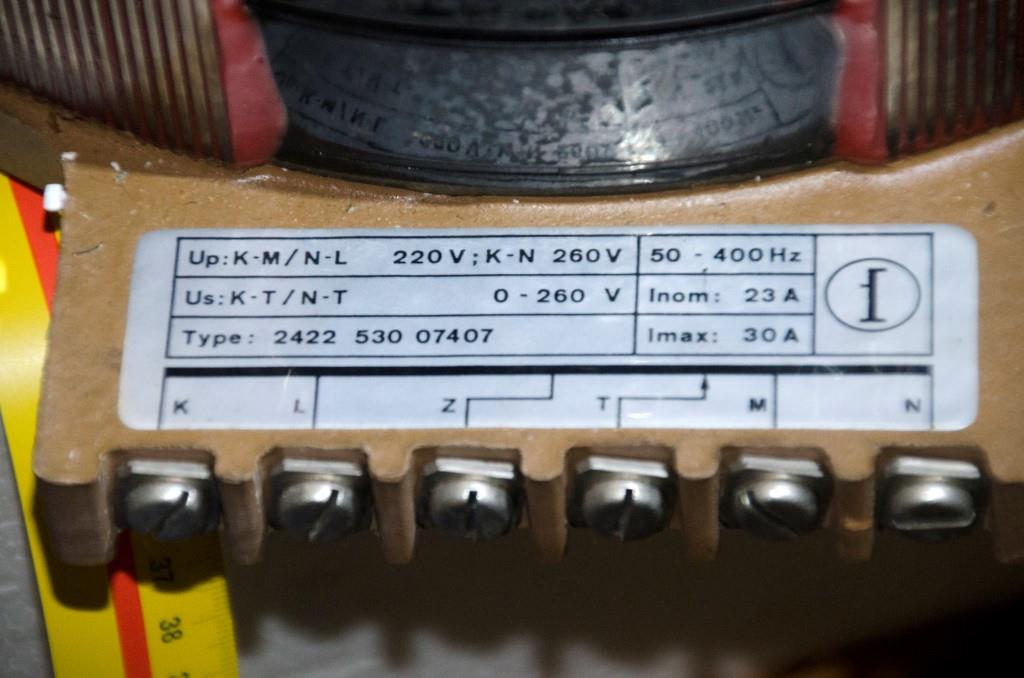 Up: K-M/N-L 220V; K-N 260V 50 - 400Hz
Us: K-T/N-T 0 - 260 V Inom: 23A
Type: 2422 530 07407 Imax: 30A
K L Z T M N
37
38